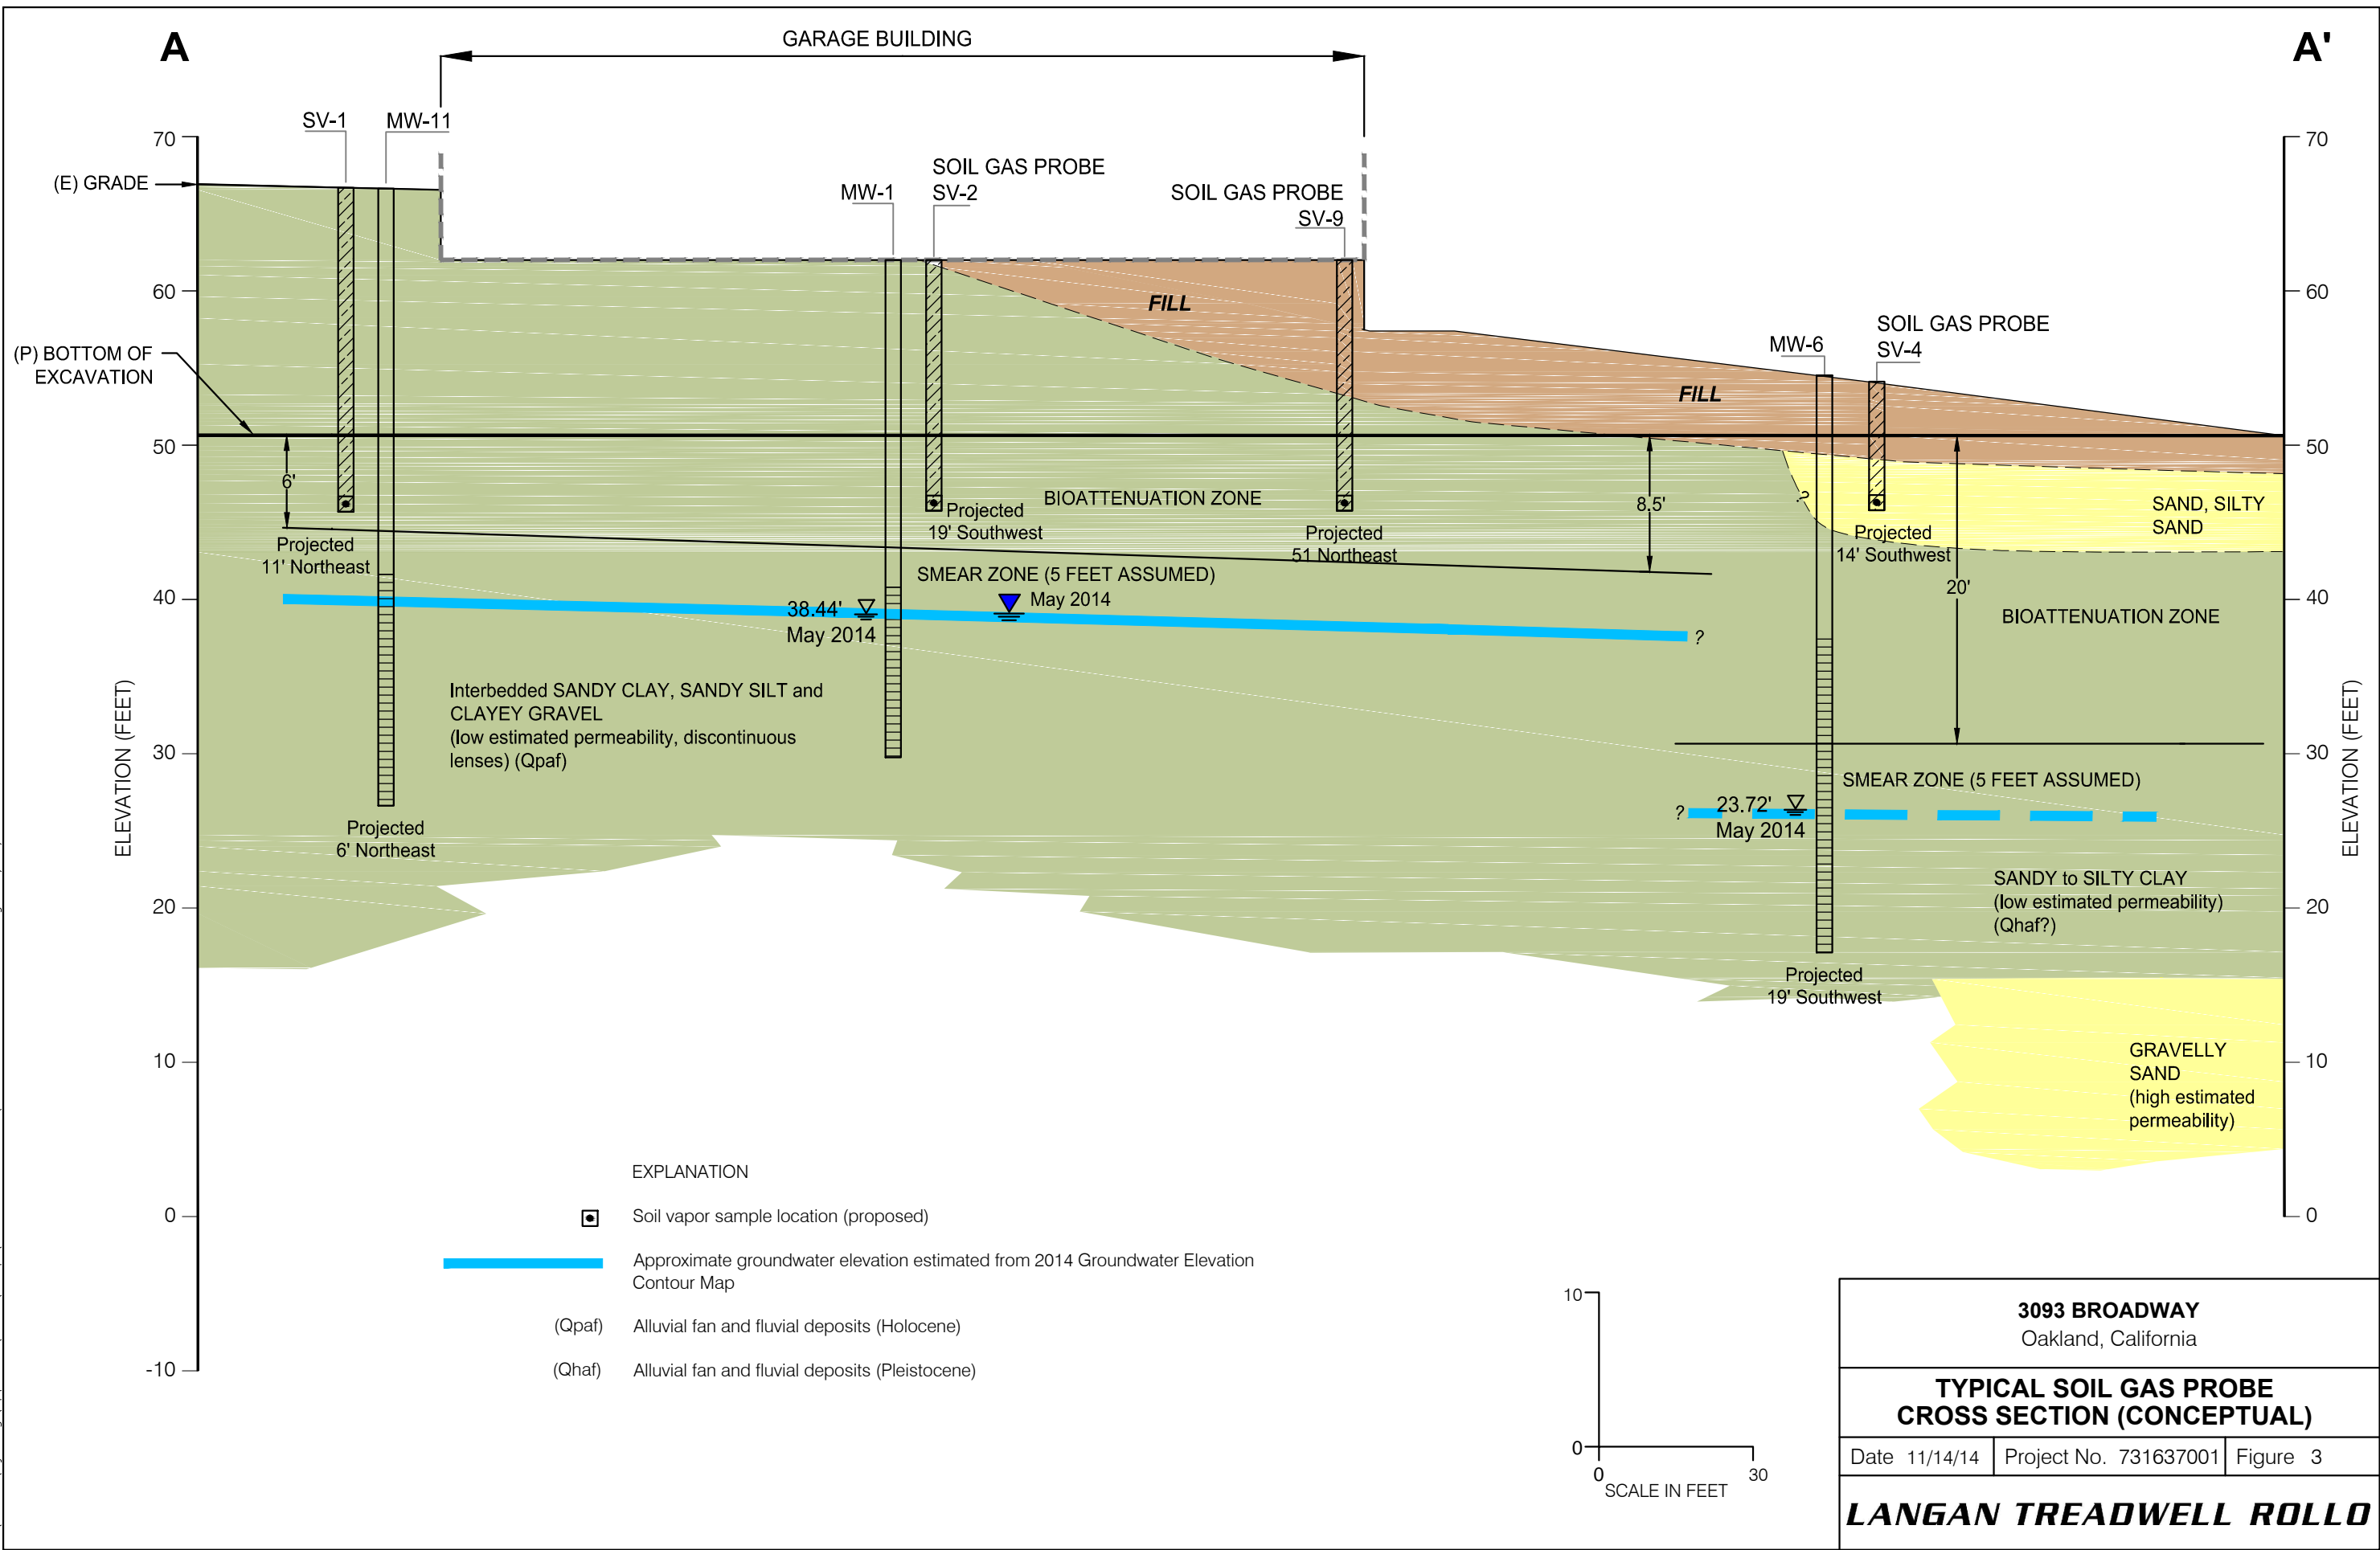 A
GARAGE BUILDING
A'
SV-1
MW-11
70
70
(E) GRADE
MW-1
SOIL GAS PROBE
SV-2
SOIL GAS PROBE
SV-9
60
60
FILL
SOIL GAS PROBE
SV-4
MW-6
(P) BOTTOM OF
EXCAVATION
FILL
50
50
6'
BIOATTENUATION ZONE
8.5'
?
SAND, SILTY
SAND
Projected
19' Southwest
Projected
11' Northeast
Projected
51 Northeast
Projected
14' Southwest
SMEAR ZONE (5 FEET ASSUMED)
20'
40
40
38.44'
May 2014
May 2014
?
BIOATTENUATION ZONE
ELEVATION (FEET)
ELEVATION (FEET)
Interbedded SANDY CLAY, SANDY SILT and
CLAYEY GRAVEL
(low estimated permeability, discontinuous
lenses) (Qpaf)
30
30
SMEAR ZONE (5 FEET ASSUMED)
?
23.72'
May 2014
Projected
6' Northeast
SANDY to SILTY CLAY
(low estimated permeability)
(Qhaf?)
20
20
Projected
19' Southwest
10
10
GRAVELLY
SAND
(high estimated
permeability)
0
0
-10
EXPLANATION
Soil vapor sample location (proposed)
Approximate groundwater elevation estimated from 2014 Groundwater Elevation
Contour Map
(Qpaf) Alluvial fan and fluvial deposits (Holocene)
(Qhaf) Alluvial fan and fluvial deposits (Pleistocene)
10
0
0
30
SCALE IN FEET
3093 BROADWAY
Oakland, California
TYPICAL SOIL GAS PROBE
CROSS SECTION (CONCEPTUAL)
Date 11/14/14 Project No. 731637001 Figure 3
LANGAN TREADWELL ROLLO